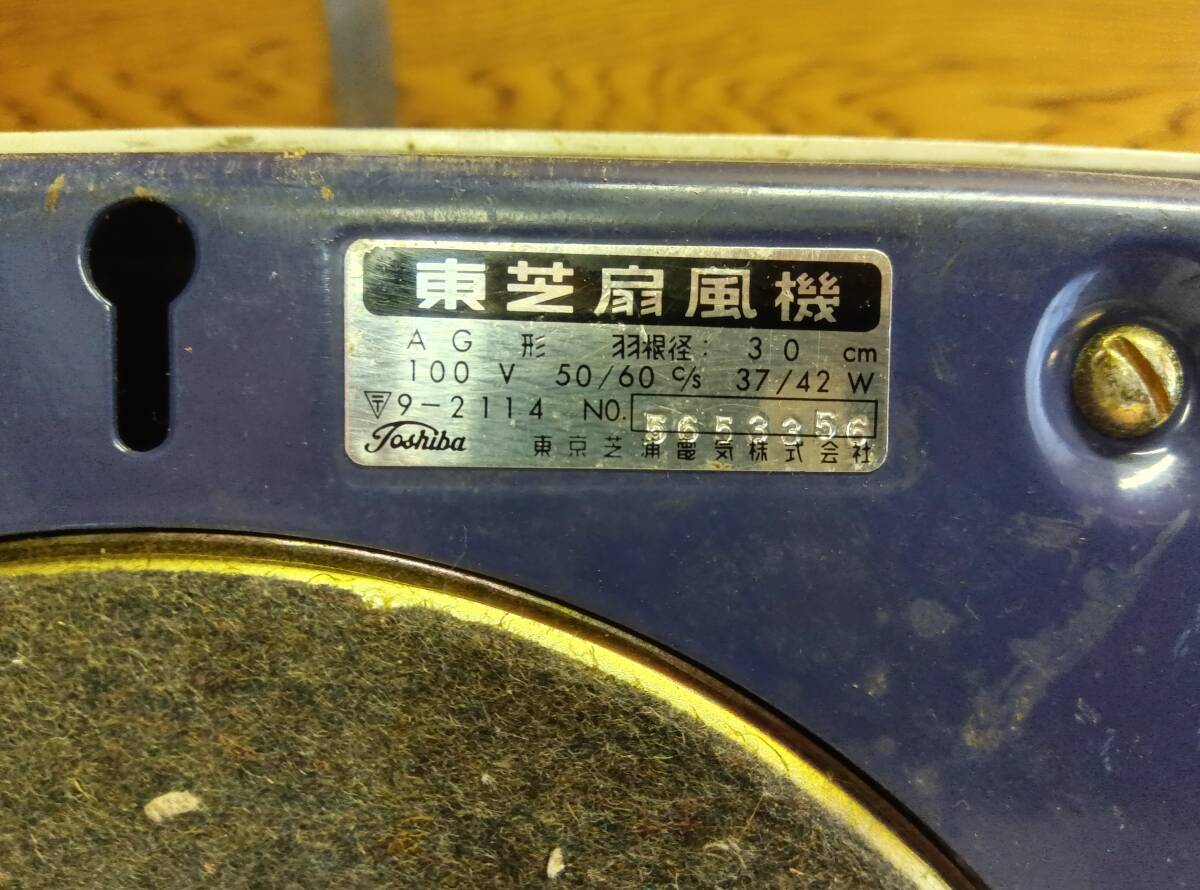 東芝扇風機
AG 形 羽根径: 30 cm
100 V 50/60 c/s 37/42 W
〒9-2114 NO. 5653356
Toshiba 東京芝浦電気株式会社